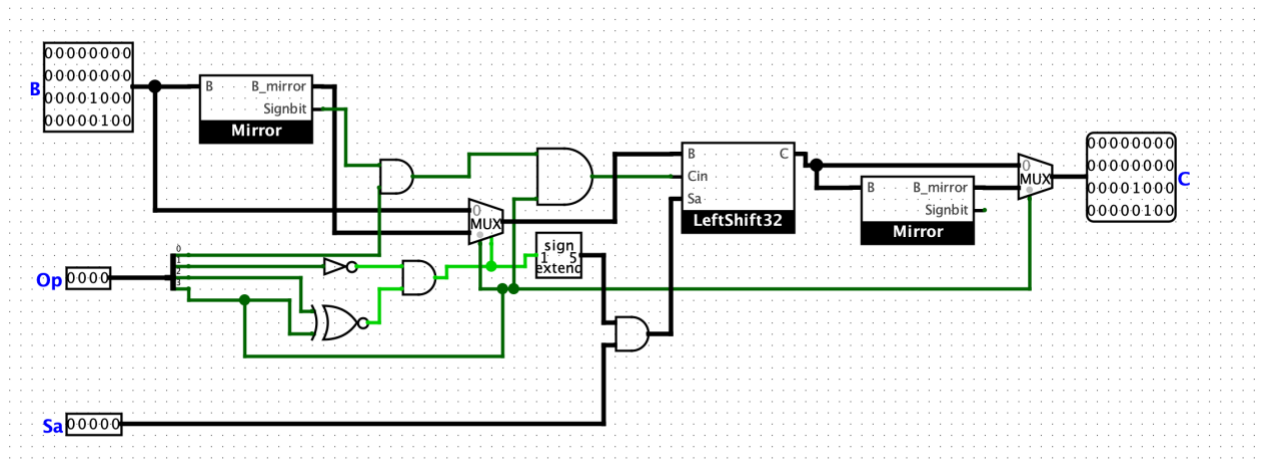 B
00000000
00000000
00001000
00000100
B B_mirror
Signbit
Mirror
0
MUX
Op
0000
0
1
2
3
sign
1 5
extend
B C
Cin
Sa
LeftShift32
B B_mirror
Signbit
Mirror
0
MUX
00000000
00000000
00001000
00000100
C
Sa
00000